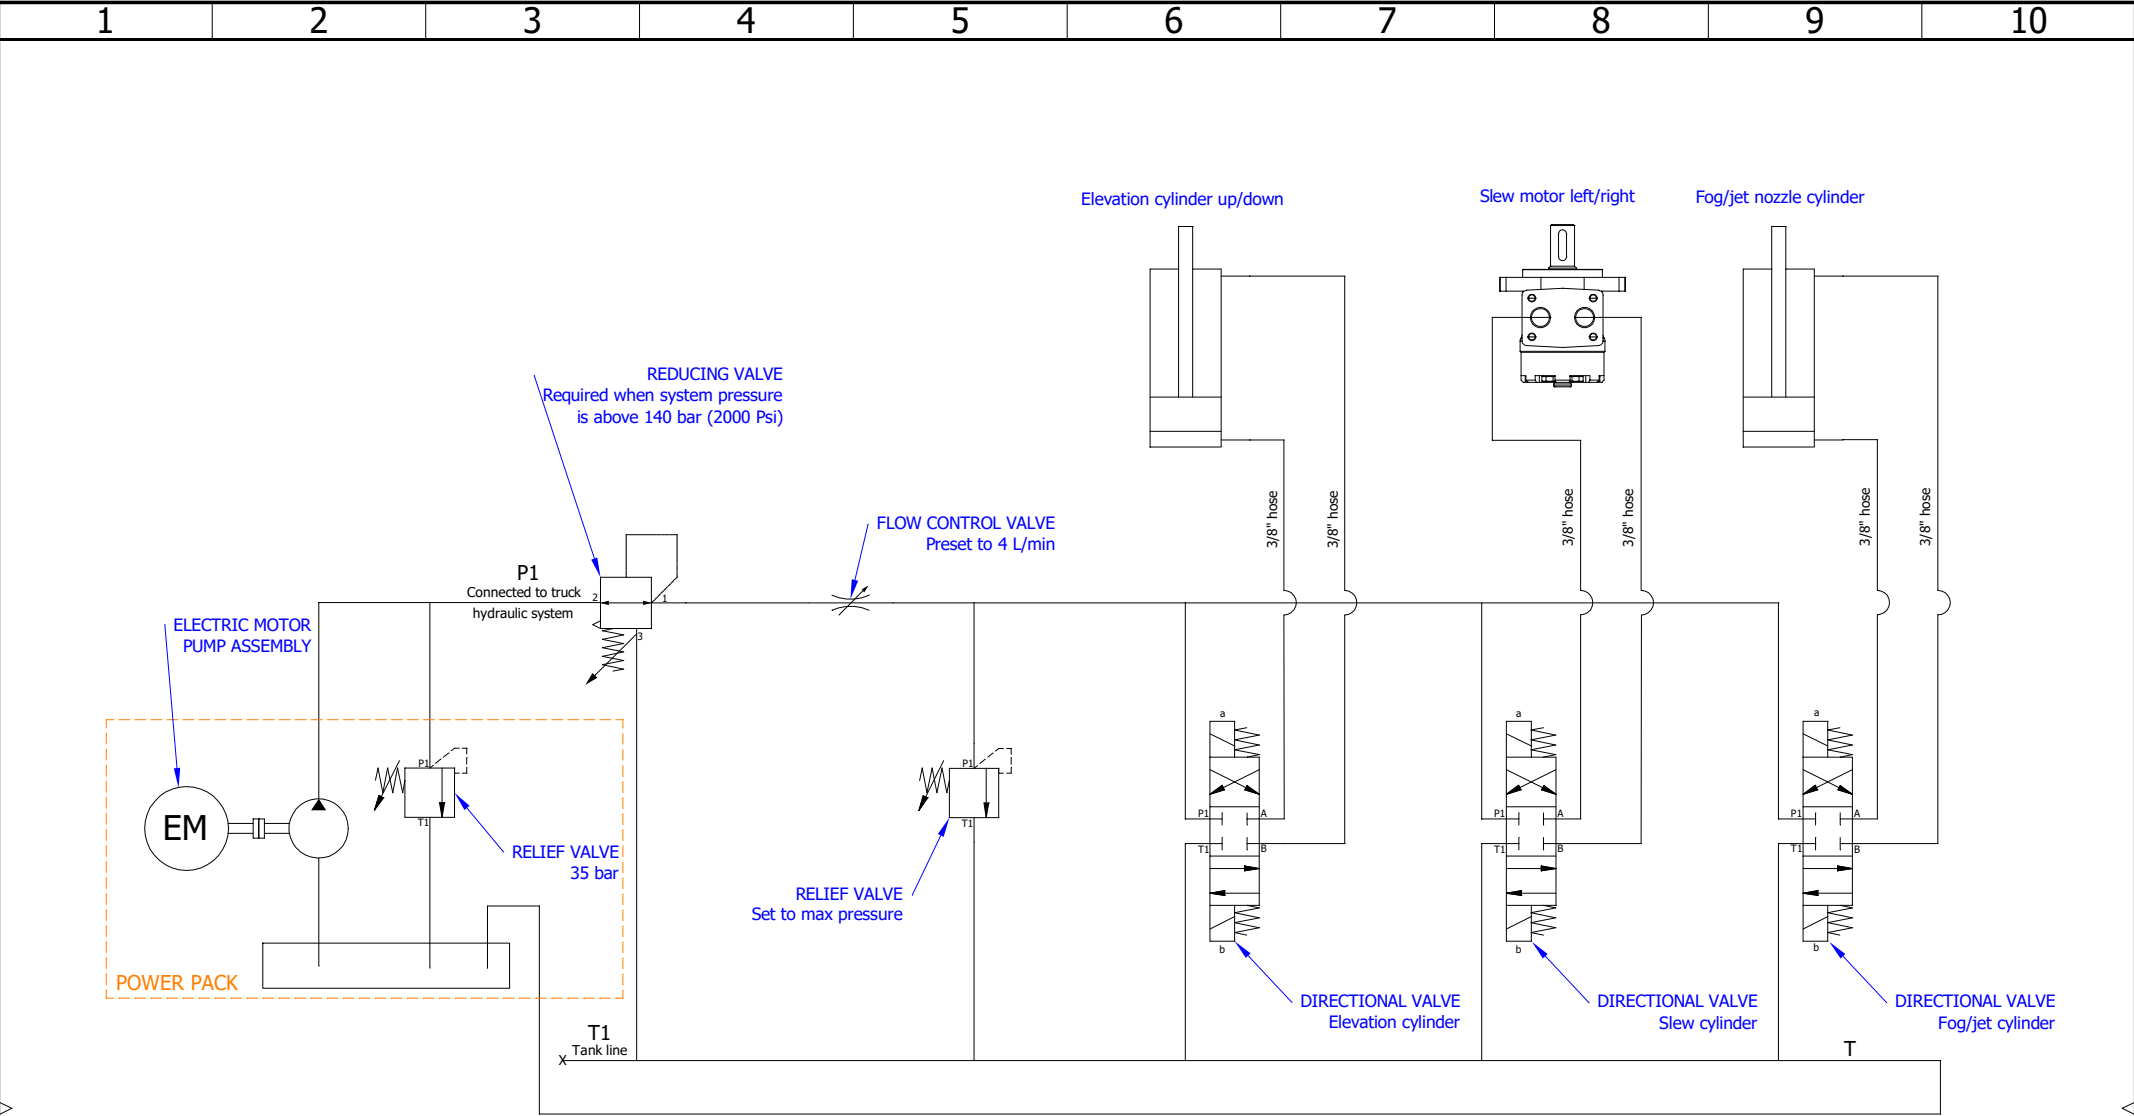 1 2 3 4 5 6 7 8 9 10
Elevation cylinder up/down
Slew motor left/right
Fog/jet nozzle cylinder
REDUCING VALVE
Required when system pressure
is above 140 bar (2000 Psi)
FLOW CONTROL VALVE
Preset to 4 L/min
3/8" hose
3/8" hose
3/8" hose
3/8" hose
3/8" hose
3/8" hose
P1
Connected to truck
hydraulic system
2
1
3
ELECTRIC MOTOR
PUMP ASSEMBLY
EM
P1
T1
RELIEF VALVE
35 bar
POWER PACK
P1
T1
RELIEF VALVE
Set to max pressure
a
P1 A
T1 B
b
a
P1 A
T1 B
b
a
P1 A
T1 B
b
DIRECTIONAL VALVE
Elevation cylinder
DIRECTIONAL VALVE
Slew cylinder
DIRECTIONAL VALVE
Fog/jet cylinder
T1
X Tank line
T